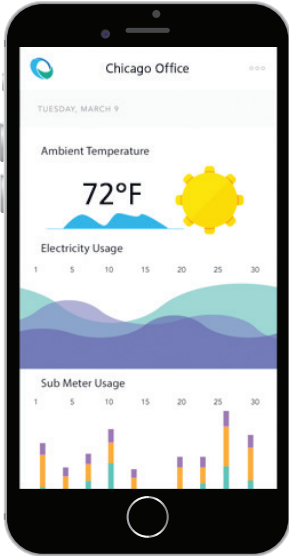 Chicago Office
TUESDAY, MARCH 9
Ambient Temperature
72°F
Electricity Usage
1 5 10 15 20 25 30
Sub Meter Usage
1 5 10 15 20 25 30